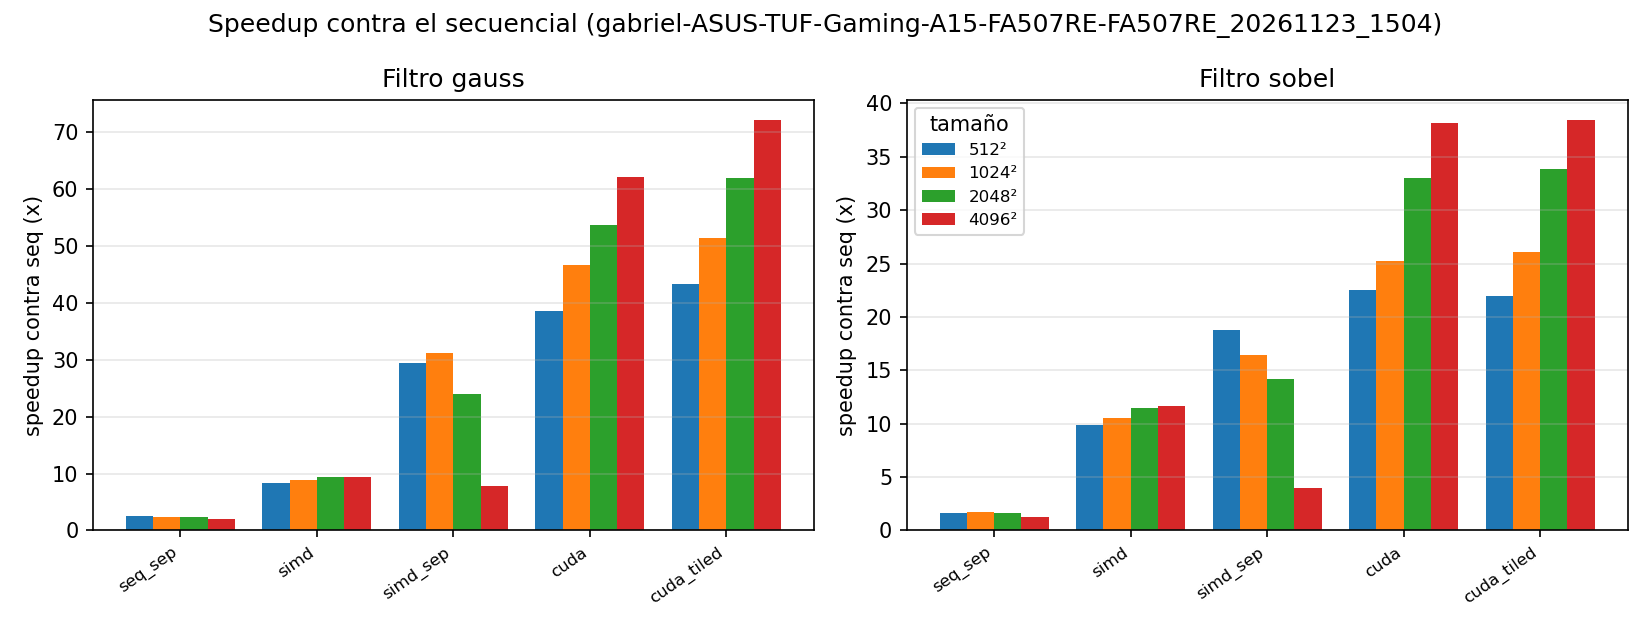 Speedup contra el secuencial (gabriel-ASUS-TUF-Gaming-A15-FA507RE-FA507RE_20261123_1504)
Filtro gauss
speedup contra seq (x)
70
60
50
40
30
20
10
0
seq_sep
simd
simd_sep
cuda
cuda_tiled
Filtro sobel
speedup contra seq (x)
40
35
30
25
20
15
10
5
0
tamaño
512²
1024²
2048²
4096²
seq_sep
simd
simd_sep
cuda
cuda_tiled